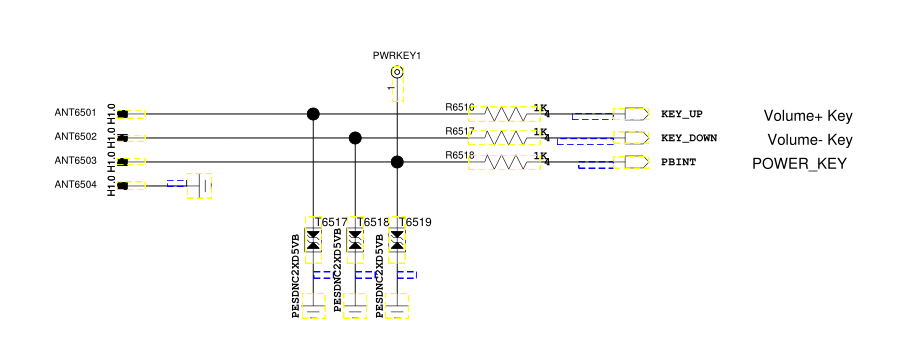 PWRKEY1
1
ANT6501 H1.0 R6516 1K KEY_UP Volume+ Key
ANT6502 H1.0 R6517 1K KEY_DOWN Volume- Key
ANT6503 H1.0 R6518 1K PBINT POWER_KEY
ANT6504 H1.0
T6517 T6518 T6519
PESDNC2XD5VB PESDNC2XD5VB PESDNC2XD5VB